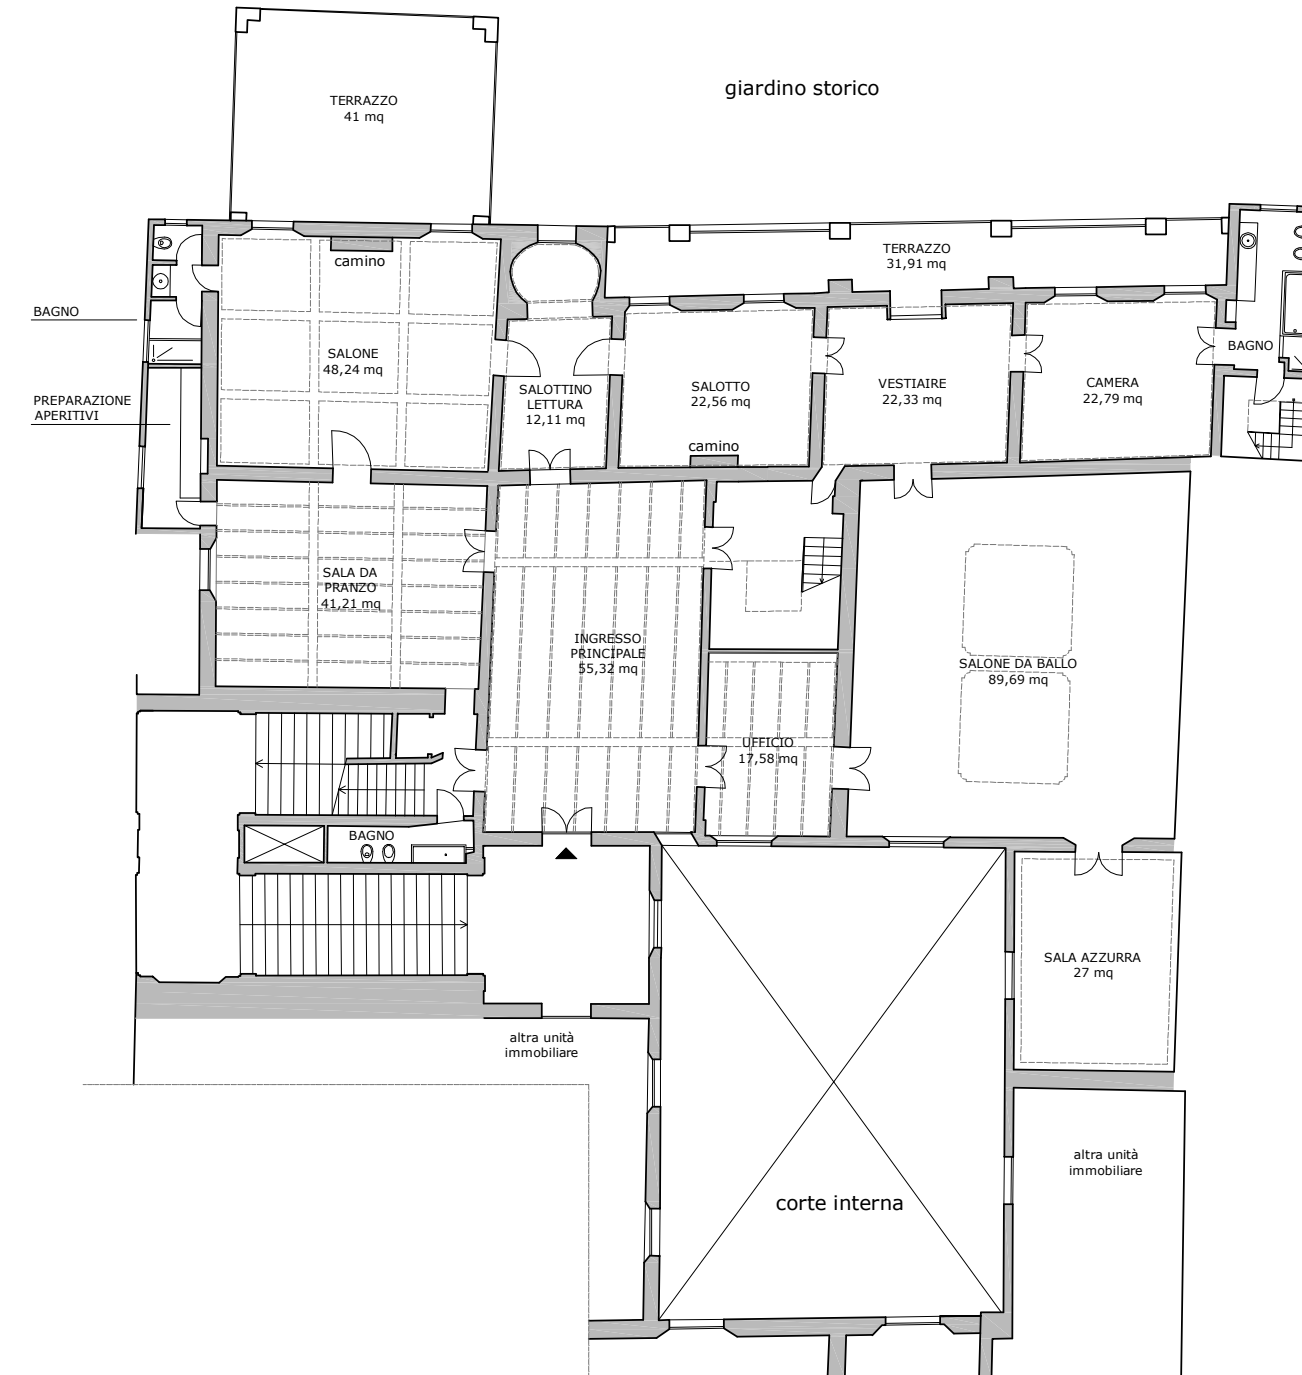 giardino storico
TERRAZZO
41 mq
TERRAZZO
31,91 mq
camino
BAGNO
SALONE
48,24 mq
BAGNO
SALOTTINO
LETTURA
12,11 mq
SALOTTO
22,56 mq
VESTIAIRE
22,33 mq
CAMERA
22,79 mq
PREPARAZIONE
APERITIVI
camino
SALA DA
PRANZO
41,21 mq
INGRESSO
PRINCIPALE
55,32 mq
SALONE DA BALLO
89,69 mq
UFFICIO
17,58 mq
BAGNO
SALA AZZURRA
27 mq
altra unità
immobiliare
altra unità
immobiliare
corte interna